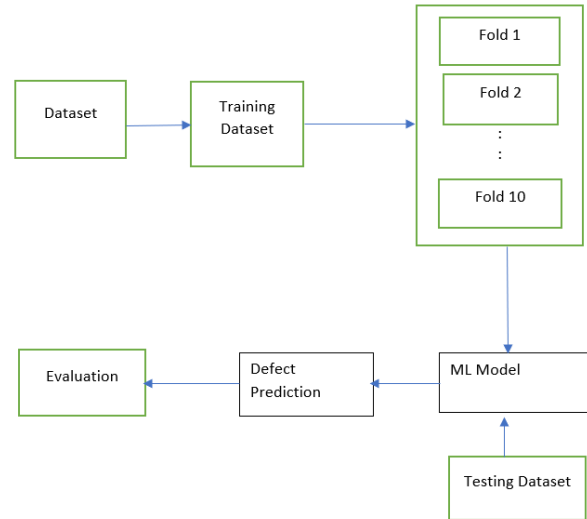 Fold 1
Dataset
Training
Dataset
Fold 2
:
:
Fold 10
Evaluation
Defect
Prediction
ML Model
Testing Dataset